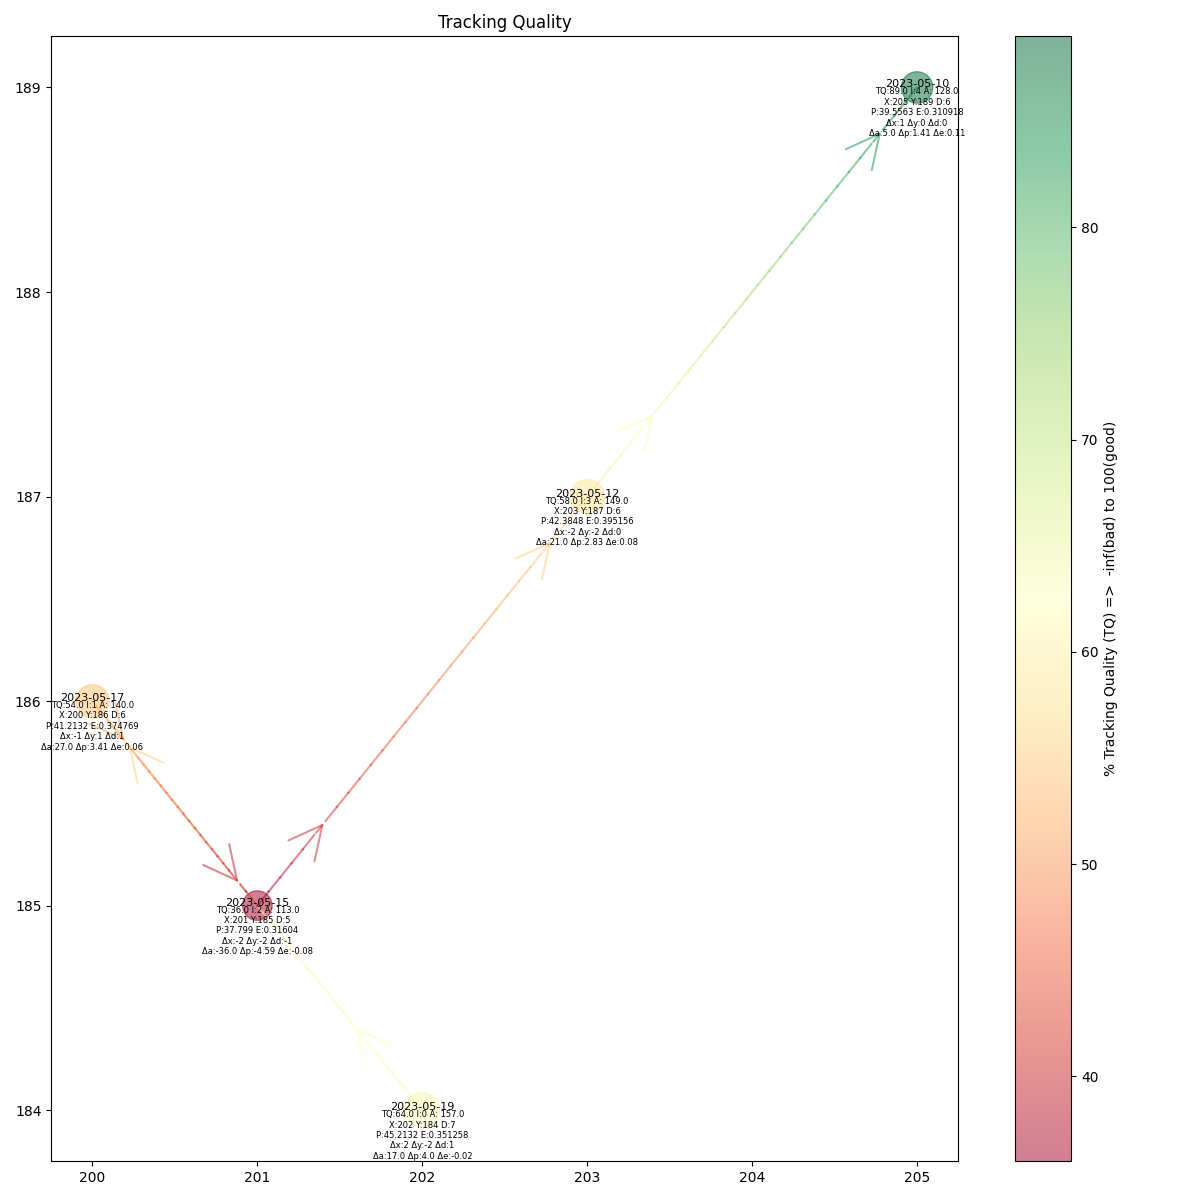 Tracking Quality
189
188
187
186
185
184
200
201
202
203
204
205
2023-05-10
TQ:89.0 I:4 A: 128.0
X:205 Y:189 D:6
P:39.5563 E:0.310918
Δx:1 Δy:0 Δd:0
Δa:5.0 Δp:1.41 Δe:0.11
2023-05-12
TQ:58.0 I:3 A: 149.0
X:203 Y:187 D:6
P:42.3848 E:0.395156
Δx:-2 Δy:-2 Δd:0
Δa:21.0 Δp:2.83 Δe:0.08
2023-05-17
TQ:54.0 I:1 A: 140.0
X:200 Y:186 D:6
P:41.2132 E:0.374769
Δx:-1 Δy:1 Δd:1
Δa:27.0 Δp:3.41 Δe:0.06
2023-05-15
TQ:36.0 I:2 A: 113.0
X:201 Y:185 D:5
P:37.799 E:0.31604
Δx:-2 Δy:-2 Δd:-1
Δa:-36.0 Δp:-4.59 Δe:-0.08
2023-05-19
TQ:64.0 I:0 A: 157.0
X:202 Y:184 D:7
P:45.2132 E:0.351258
Δx:2 Δy:-2 Δd:1
Δa:17.0 Δp:4.0 Δe:-0.02
80
70
60
50
40
% Tracking Quality (TQ) => -inf(bad) to 100(good)